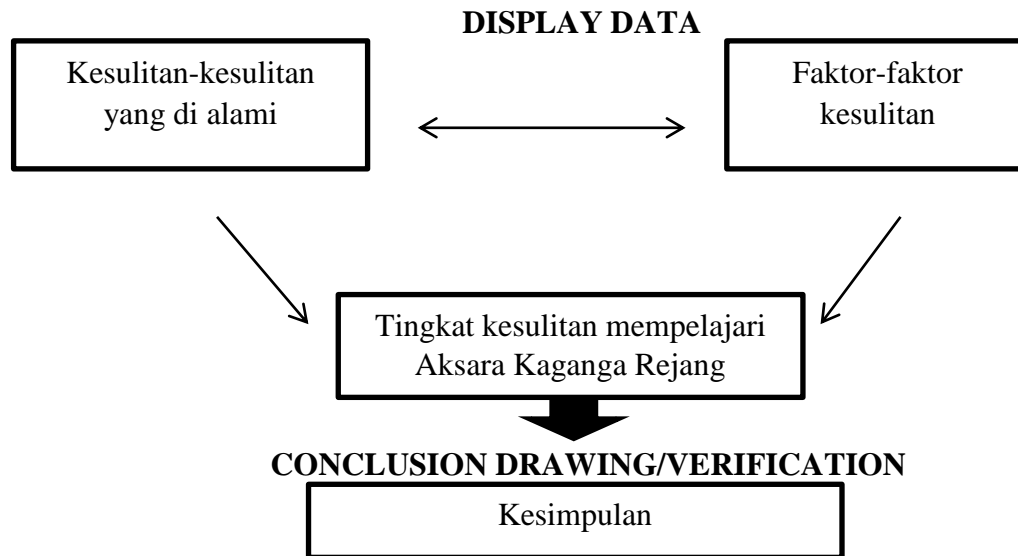 DISPLAY DATA
Kesulitan-kesulitan
yang di alami
Faktor-faktor
kesulitan
Tingkat kesulitan mempelajari
Aksara Kaganga Rejang
CONCLUSION DRAWING/VERIFICATION
Kesimpulan